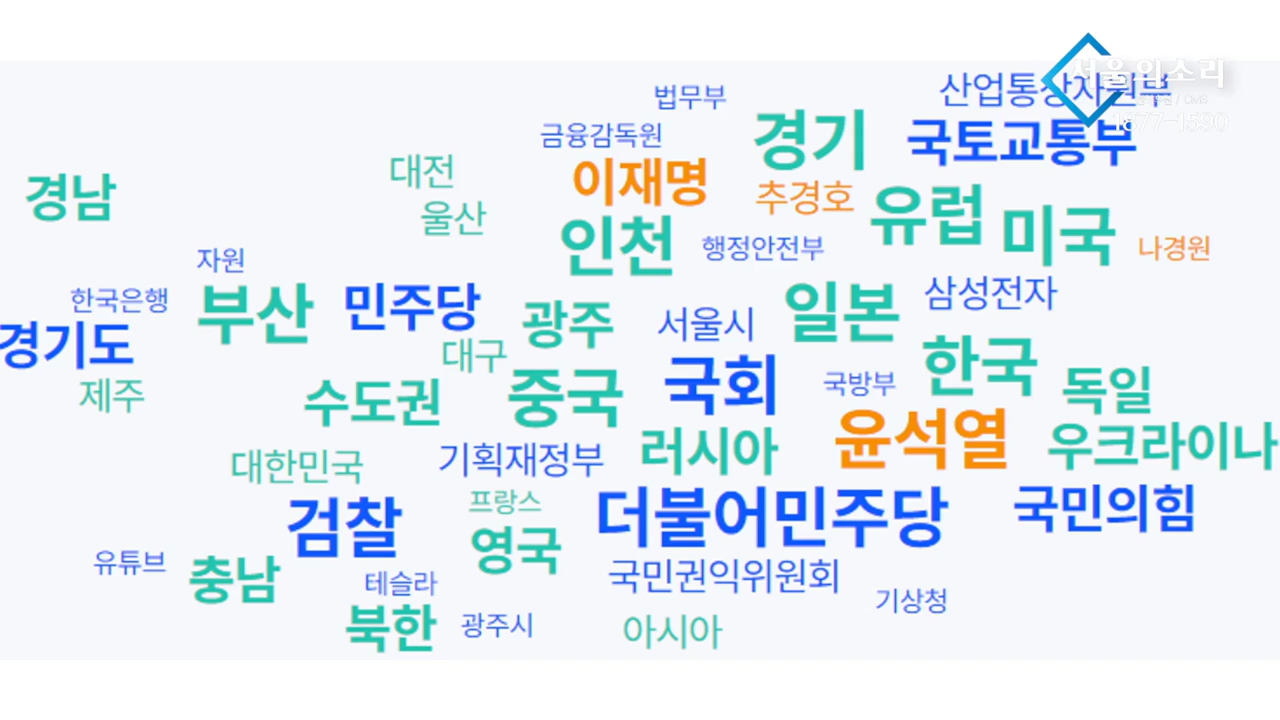 서울의소리
산업통상자원부
1877-1590
법무부
금융감독원
경기
국토교통부
대전
이재명
추경호
경남
울산
인천
행정안전부
유럽
미국
나경원
자원
한국은행
부산
민주당
광주
서울시
일본
삼성전자
경기도
대구
국회
국방부
한국
독일
제주
수도권
중국
러시아
윤석열
우크라이나
대한민국
기획재정부
검찰
프랑스
더불어민주당
국민의힘
영국
유튜브
충남
테슬라
국민권익위원회
기상청
북한
광주시
아시아